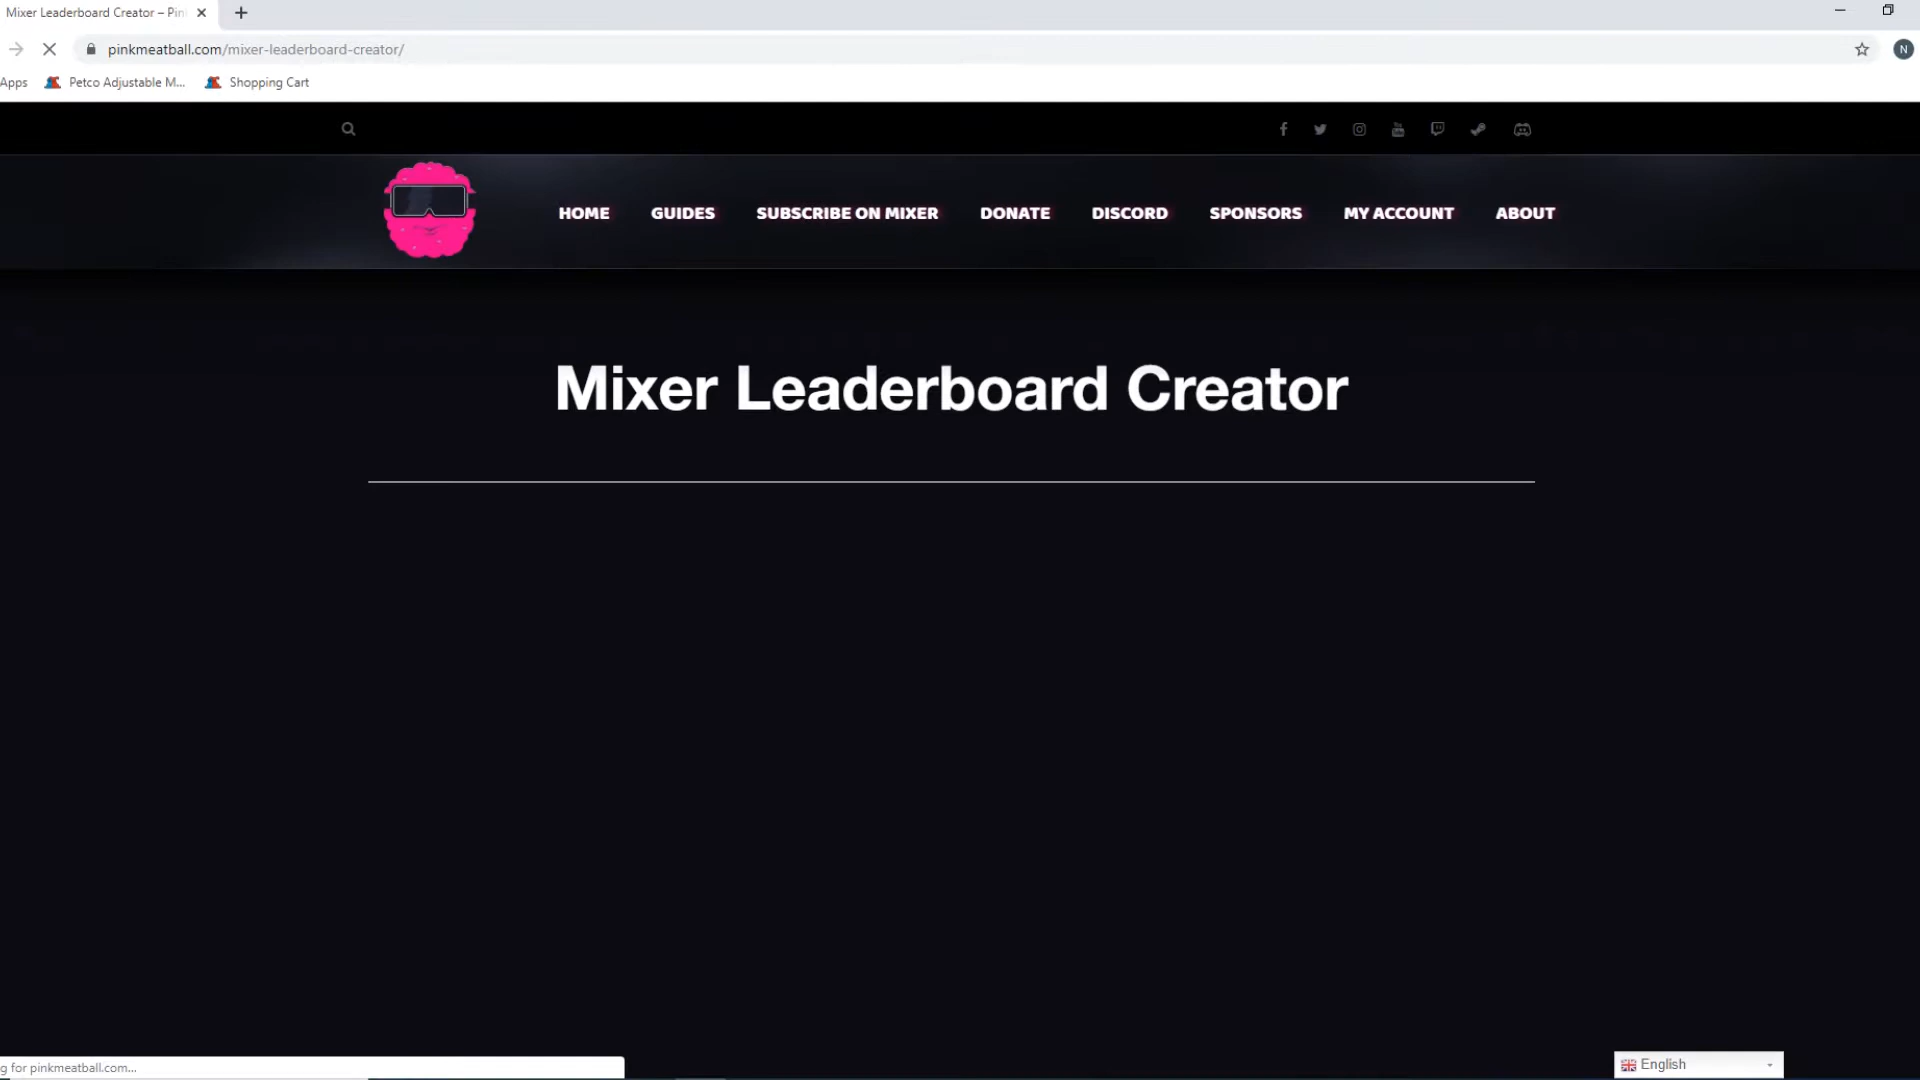 Mixer Leaderboard Creator – Pin
pinkmeatball.com/mixer-leaderboard-creator/
N
Apps Petco Adjustable M... Shopping Cart
HOME GUIDES SUBSCRIBE ON MIXER DONATE DISCORD SPONSORS MY ACCOUNT ABOUT
Mixer Leaderboard Creator
g for pinkmeatball.com...
English